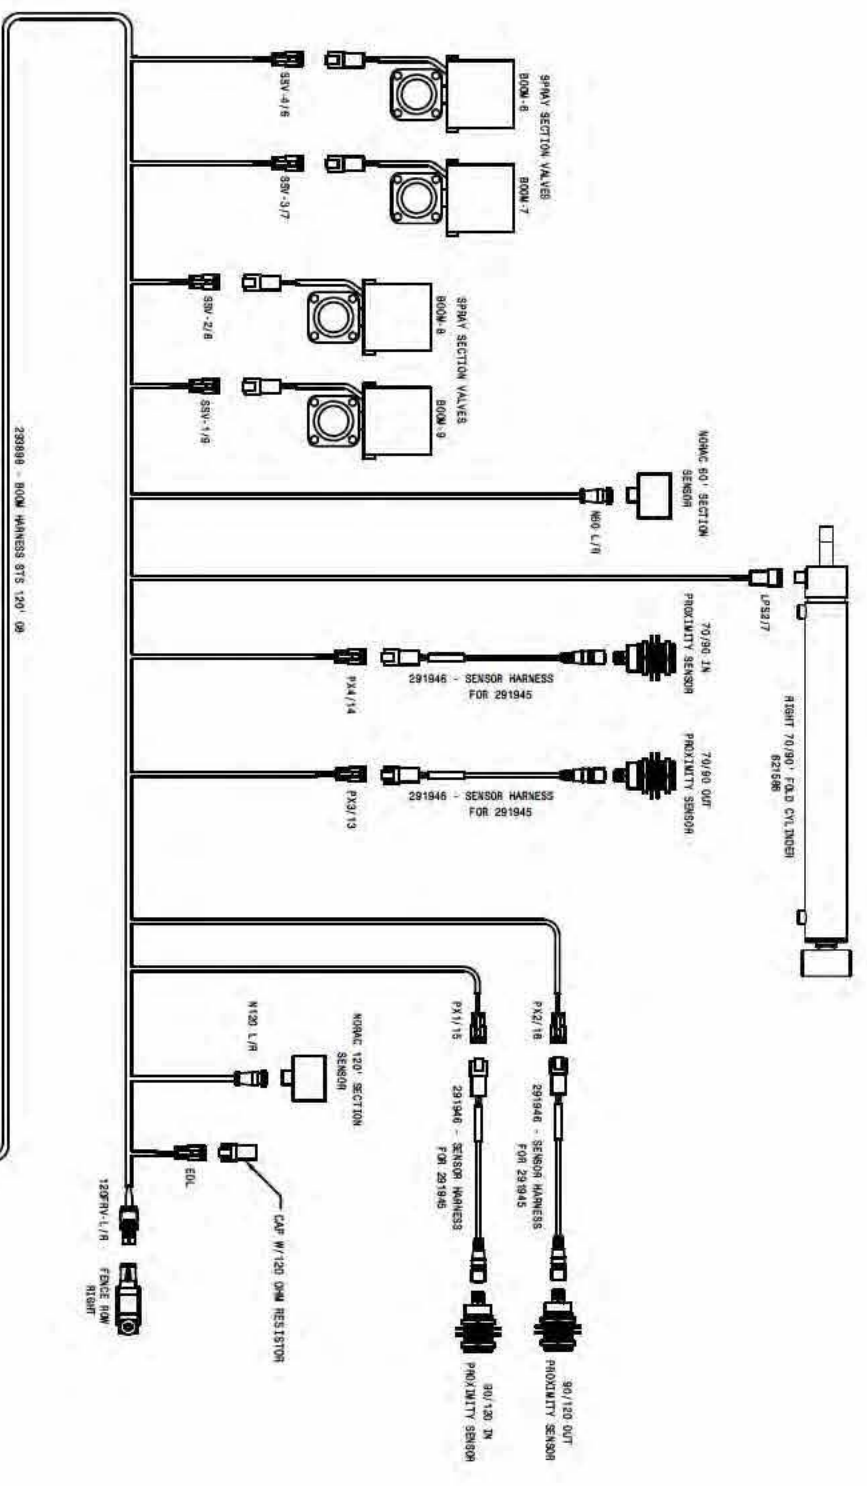 SPRAY SECTION VALVES
BOOM-6
BOOM-7
SSV-4/6
SSV-3/7
SPRAY SECTION VALVES
BOOM-8
BOOM-9
SSV-2/8
SSV-1/9
NORAC 60' SECTION
SENSOR
N60 L/R
LPS2/7
RIGHT 70/90' FOLD CYLINDER
621586
70/90 IN
PROXIMITY SENSOR
291946 - SENSOR HARNESS
FOR 291945
PX4/14
70/90 OUT
PROXIMITY SENSOR
291946 - SENSOR HARNESS
FOR 291945
PX3/13
PX2/16
291946 - SENSOR HARNESS
FOR 291945
90/120 OUT
PROXIMITY SENSOR
PX1/15
291946 - SENSOR HARNESS
FOR 291945
90/120 IN
PROXIMITY SENSOR
NORAC 120' SECTION
SENSOR
N120 L/R
EOL
CAP W/120 OHM RESISTOR
120FRV-L/R
FENCE ROW
RIGHT
293899 - BOOM HARNESS STS 120' 08